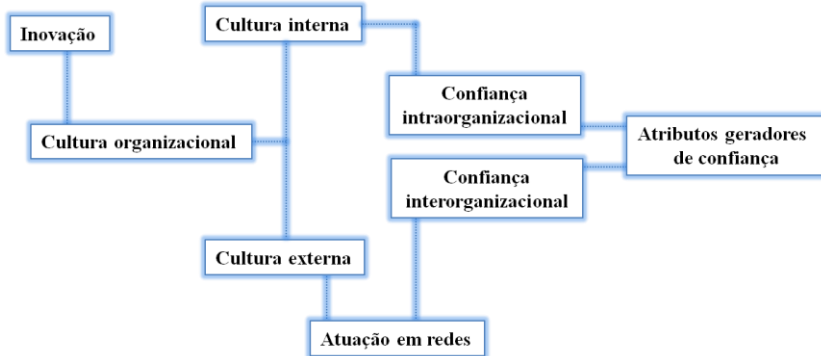 Inovação
Cultura interna
Confiança
intraorganizacional
Cultura organizacional
Atributos geradores
de confiança
Confiança
interorganizacional
Cultura externa
Atuação em redes